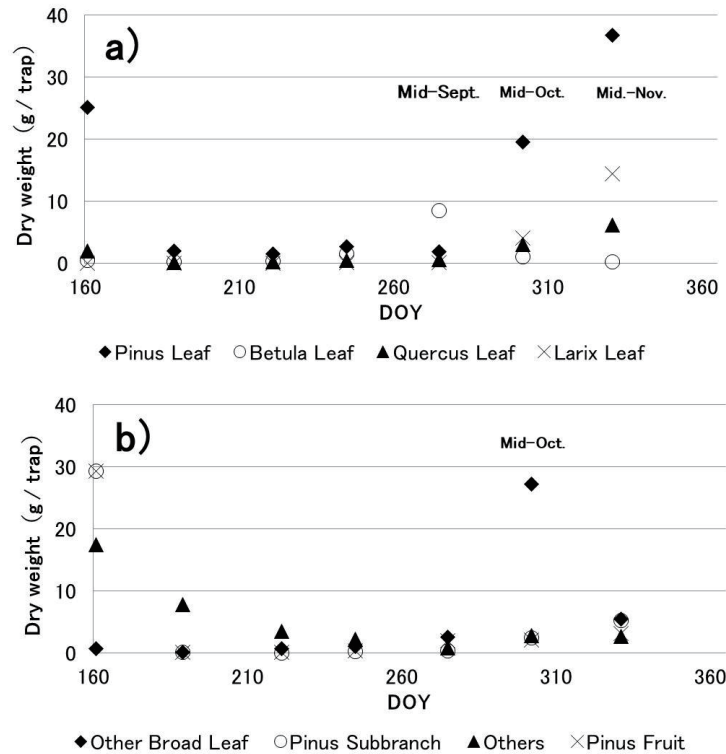 a)
40
30
20
10
0
Dry weight (g / trap)
Mid-Sept. Mid-Oct. Mid.-Nov.
160 210 260 310 360
DOY
Pinus Leaf Betula Leaf Quercus Leaf Larix Leaf
b)
40
30
20
10
0
Dry weight (g / trap)
Mid-Oct.
160 210 260 310 360
DOY
Other Broad Leaf Pinus Subbranch Others Pinus Fruit